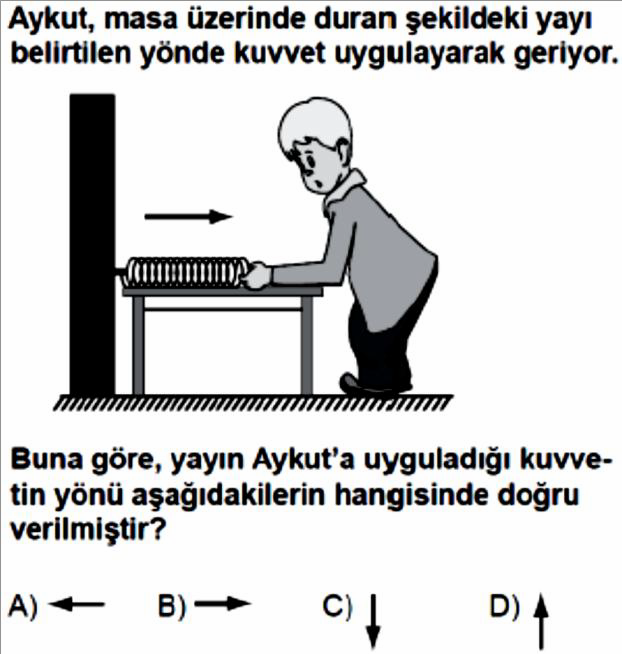 Aykut, masa üzerinde duran şekildeki yayı
belirtilen yönde kuvvet uygulayarak geriyor.
Buna göre, yayın Aykut'a uyguladığı kuvve-
tin yönü aşağıdakilerin hangisinde doğru
verilmiştir?
A) ← B) → C) ↓ D) ↑